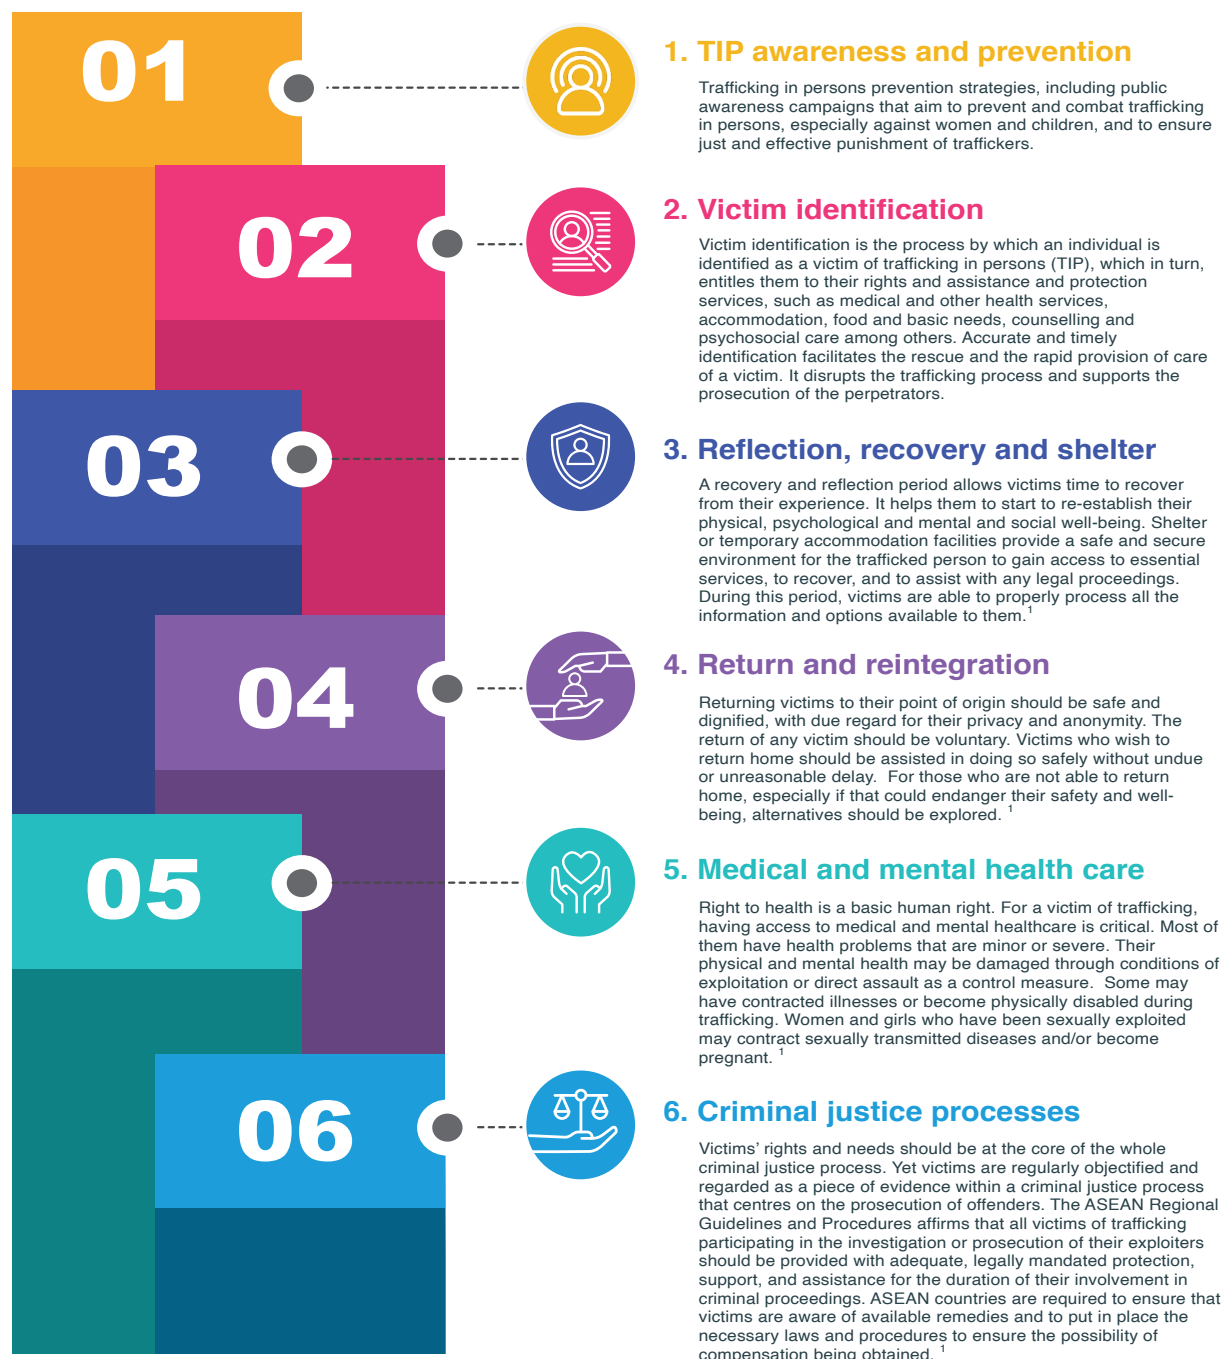 01
1. TIP awareness and prevention
Trafficking in persons prevention strategies, including public
awareness campaigns that aim to prevent and combat trafficking
in persons, especially against women and children, and to ensure
just and effective punishment of traffickers.
02
2. Victim identification
Victim identification is the process by which an individual is
identified as a victim of trafficking in persons (TIP), which in turn,
entitles them to their rights and assistance and protection
services, such as medical and other health services,
accommodation, food and basic needs, counselling and
psychosocial care among others. Accurate and timely
identification facilitates the rescue and the rapid provision of care
of a victim. It disrupts the trafficking process and supports the
prosecution of the perpetrators.
03
3. Reflection, recovery and shelter
A recovery and reflection period allows victims time to recover
from their experience. It helps them to start to re-establish their
physical, psychological and mental and social well-being. Shelter
or temporary accommodation facilities provide a safe and secure
environment for the trafficked person to gain access to essential
services, to recover, and to assist with any legal proceedings.
During this period, victims are able to properly process all the
information and options available to them.1
04
4. Return and reintegration
Returning victims to their point of origin should be safe and
dignified, with due regard for their privacy and anonymity. The
return of any victim should be voluntary. Victims who wish to
return home should be assisted in doing so safely without undue
or unreasonable delay.  For those who are not able to return
home, especially if that could endanger their safety and well-
being, alternatives should be explored. 1
05
5. Medical and mental health care
Right to health is a basic human right. For a victim of trafficking,
having access to medical and mental healthcare is critical. Most of
them have health problems that are minor or severe. Their
physical and mental health may be damaged through conditions of
exploitation or direct assault as a control measure.  Some may
have contracted illnesses or become physically disabled during
trafficking. Women and girls who have been sexually exploited
may contract sexually transmitted diseases and/or become
pregnant. 1
06
6. Criminal justice processes
Victims' rights and needs should be at the core of the whole
criminal justice process. Yet victims are regularly objectified and
regarded as a piece of evidence within a criminal justice process
that centres on the prosecution of offenders. The ASEAN Regional
Guidelines and Procedures affirms that all victims of trafficking
participating in the investigation or prosecution of their exploiters
should be provided with adequate, legally mandated protection,
support, and assistance for the duration of their involvement in
criminal proceedings. ASEAN countries are required to ensure that
victims are aware of available remedies and to put in place the
necessary laws and procedures to ensure the possibility of
compensation being obtained. 1